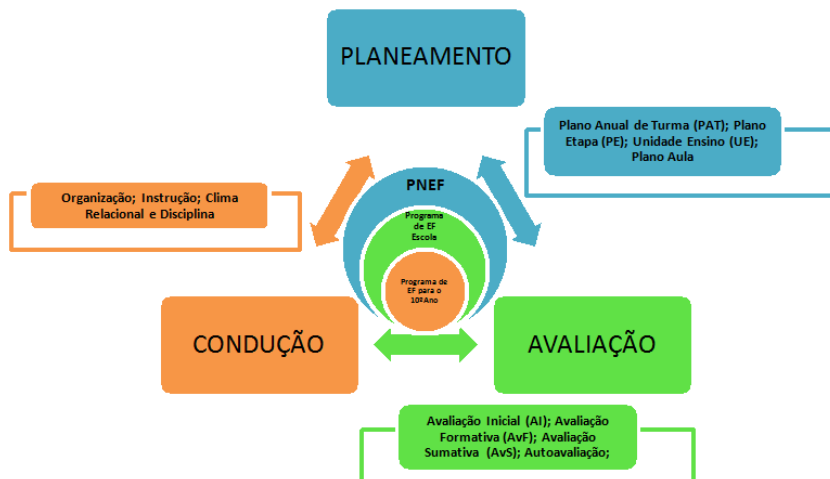 PLANEAMENTO
Plano Anual de Turma (PAT); Plano
Etapa (PE); Unidade Ensino (UE);
Plano Aula
PNEF
Organização; Instrução; Clima
Relacional e Disciplina
Programa
de EF
Escola
Programa de
EF para o
10ºAno
CONDUÇÃO
AVALIAÇÃO
Avaliação Inicial (AI); Avaliação
Formativa (AvF); Avaliação
Sumativa (AvS); Autoavaliação;